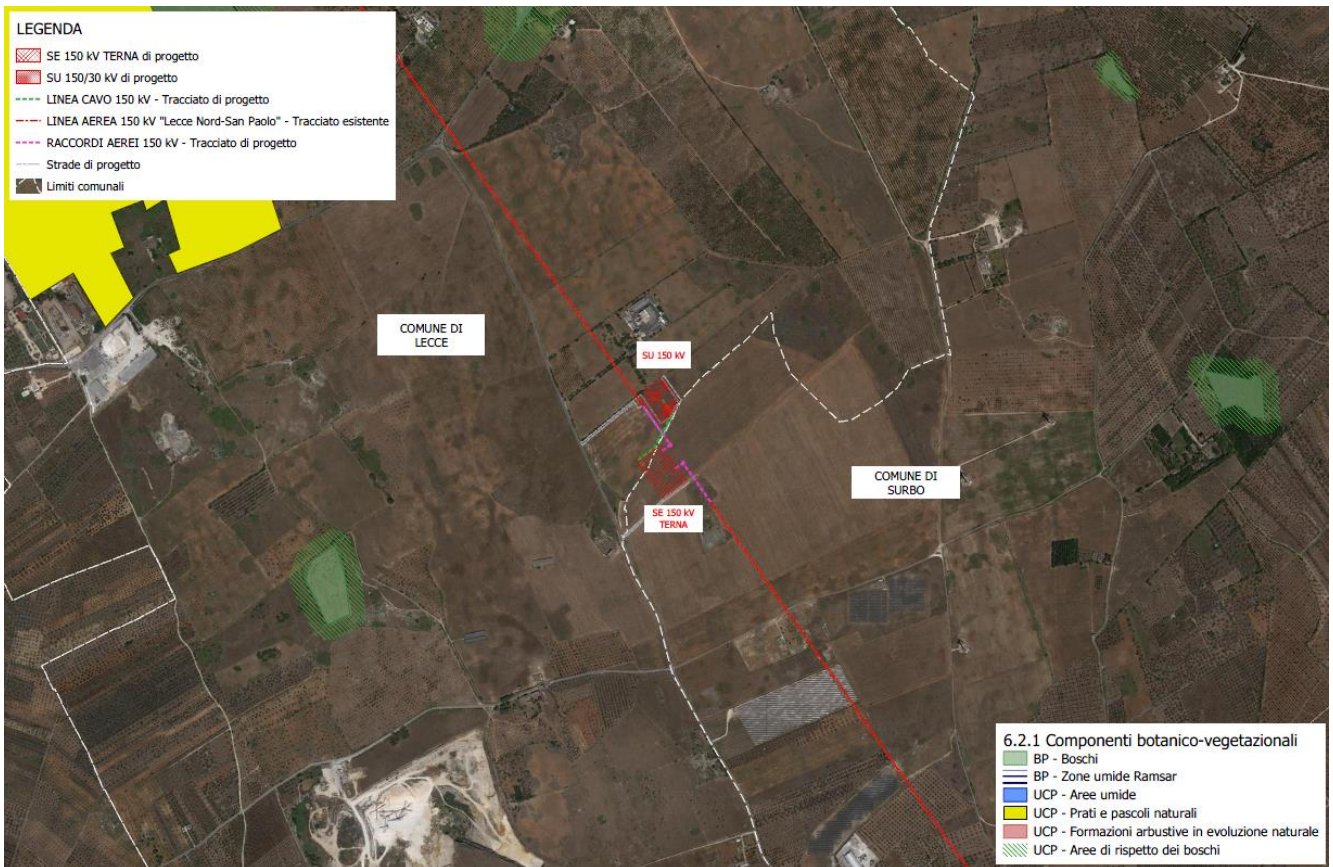 LEGENDA
SE 150 kV TERNA di progetto
SU 150/30 kV di progetto
LINEA CAVO 150 kV - Tracciato di progetto
LINEA AEREA 150 kV "Lecce Nord-San Paolo" - Tracciato esistente
RACCORDI AEREI 150 kV - Tracciato di progetto
Strade di progetto
Limiti comunali
COMUNE DI
LECCE
SU 150 kV
COMUNE DI
SURBO
SE 150 kV
TERNA
6.2.1 Componenti botanico-vegetazionali
BP - Boschi
BP - Zone umide Ramsar
UCP - Aree umide
UCP - Prati e pascoli naturali
UCP - Formazioni arbustive in evoluzione naturale
UCP - Aree di rispetto dei boschi